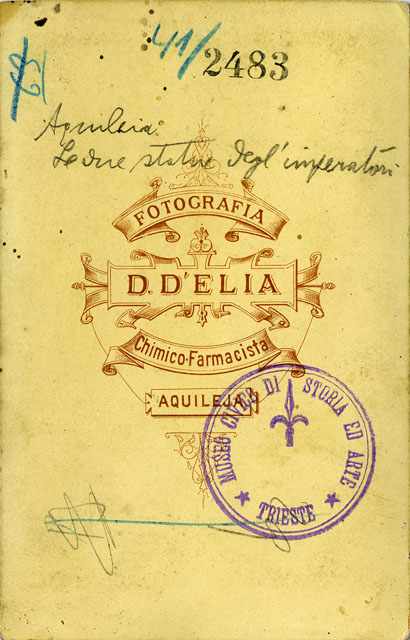 63
41/2483
Aquileia
Le due statue degl'imperatori
FOTOGRAFIA
D. D'ELIA
Chimico-Farmacista
AQUILEJA
MUSEO CIVICO DI STORIA ED ARTE
TRIESTE